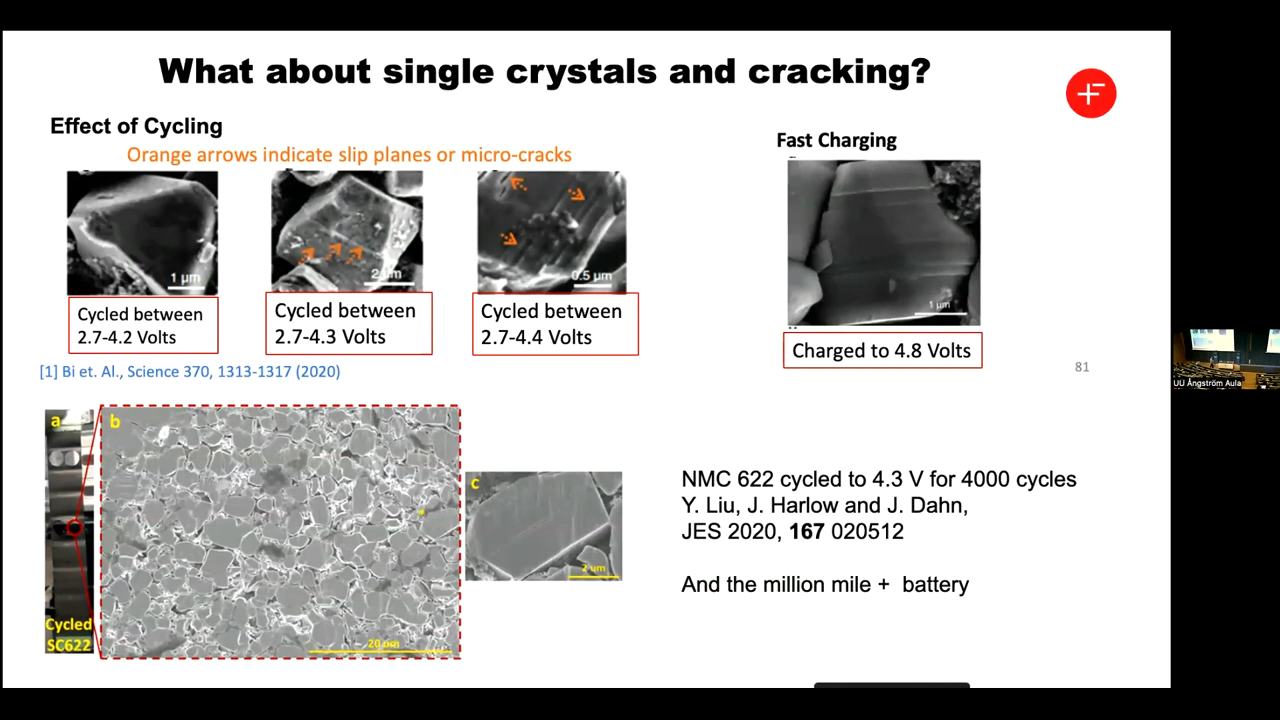 What about single crystals and cracking?
Effect of Cycling
Orange arrows indicate slip planes or micro-cracks
Fast Charging
1 μm
2 μm
0.5 μm
1 μm
Cycled between
2.7-4.2 Volts
Cycled between
2.7-4.3 Volts
Cycled between
2.7-4.4 Volts
Charged to 4.8 Volts
[1] Bi et. Al., Science 370, 1313-1317 (2020)
81
UU Ångström Aula
a
b
c
2 um
Cycled
SC622
20 um
NMC 622 cycled to 4.3 V for 4000 cycles
Y. Liu, J. Harlow and J. Dahn,
JES 2020, 167 020512
And the million mile + battery